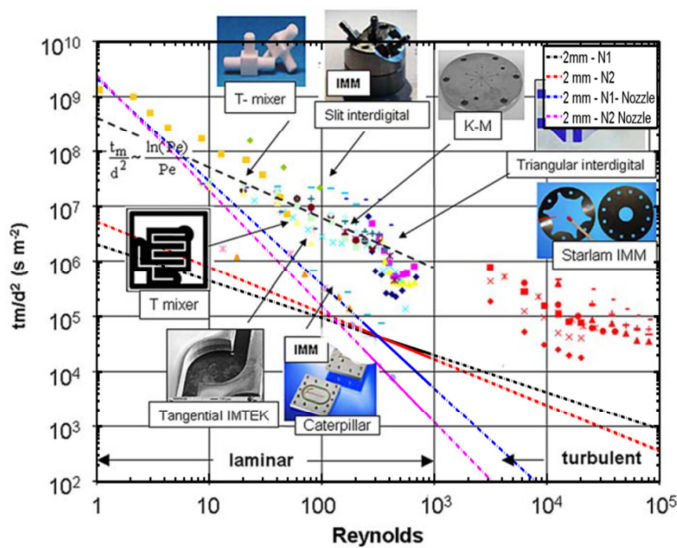 10^10
10^9
10^8
10^7
10^6
10^5
10^4
10^3
10^2
tm/d² (s m⁻²)
2mm - N1
2mm - N2
2 mm - N1- Nozzle
2 mm - N2 Nozzle
T- mixer
IMM
Slit interdigital
K-M
Triangular interdigital
t_m/d² ~ ln(Pe)/Pe
Starlam IMM
T mixer
IMM
Tangential IMTEK
Caterpillar
laminar
turbulent
1
10
100
10^3
10^4
10^5
Reynolds